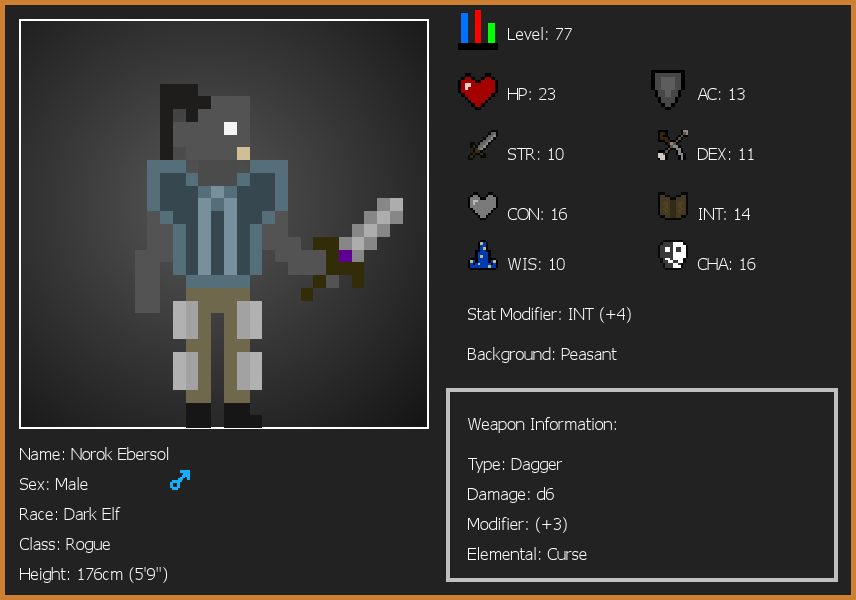 Level: 77
HP: 23
AC: 13
STR: 10
DEX: 11
CON: 16
INT: 14
WIS: 10
CHA: 16
Stat Modifier: INT (+4)
Background: Peasant
Weapon Information:
Type: Dagger
Damage: d6
Modifier: (+3)
Elemental: Curse
Name: Norok Ebersol
Sex: Male
Race: Dark Elf
Class: Rogue
Height: 176cm (5'9")